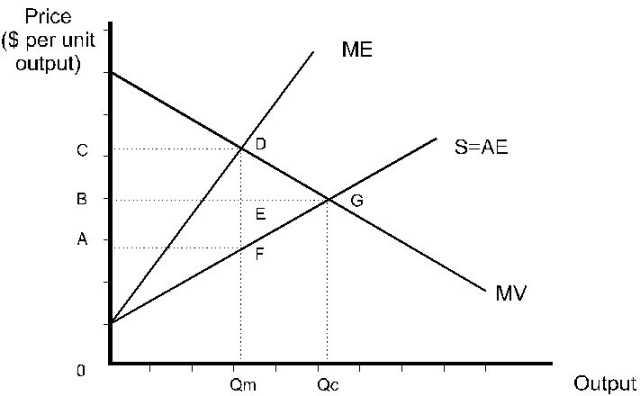 Price
($ per unit
output)
ME
C
D
S=AE
B
E
G
A
F
MV
0
Qm
Qc
Output